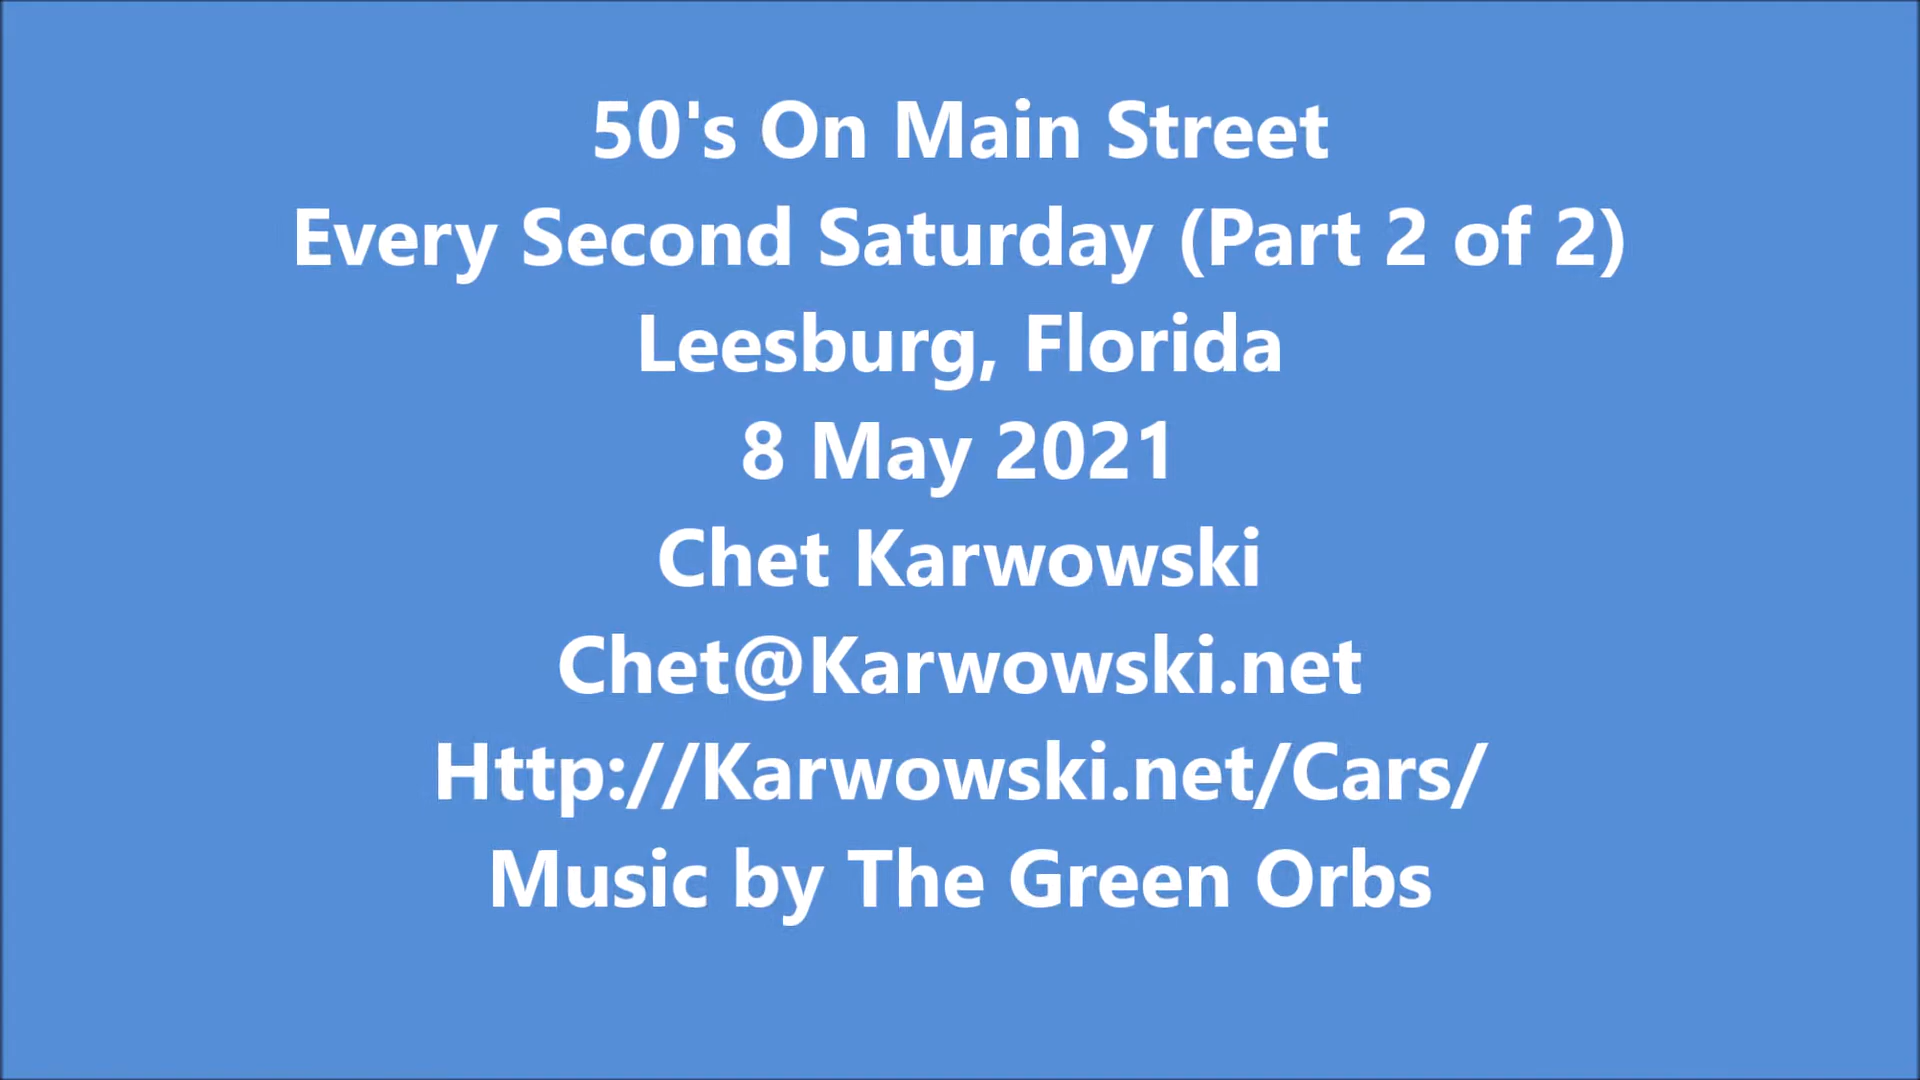 50's On Main Street
Every Second Saturday (Part 2 of 2)
Leesburg, Florida
8 May 2021
Chet Karwowski
Chet@Karwowski.net
Http://Karwowski.net/Cars/
Music by The Green Orbs